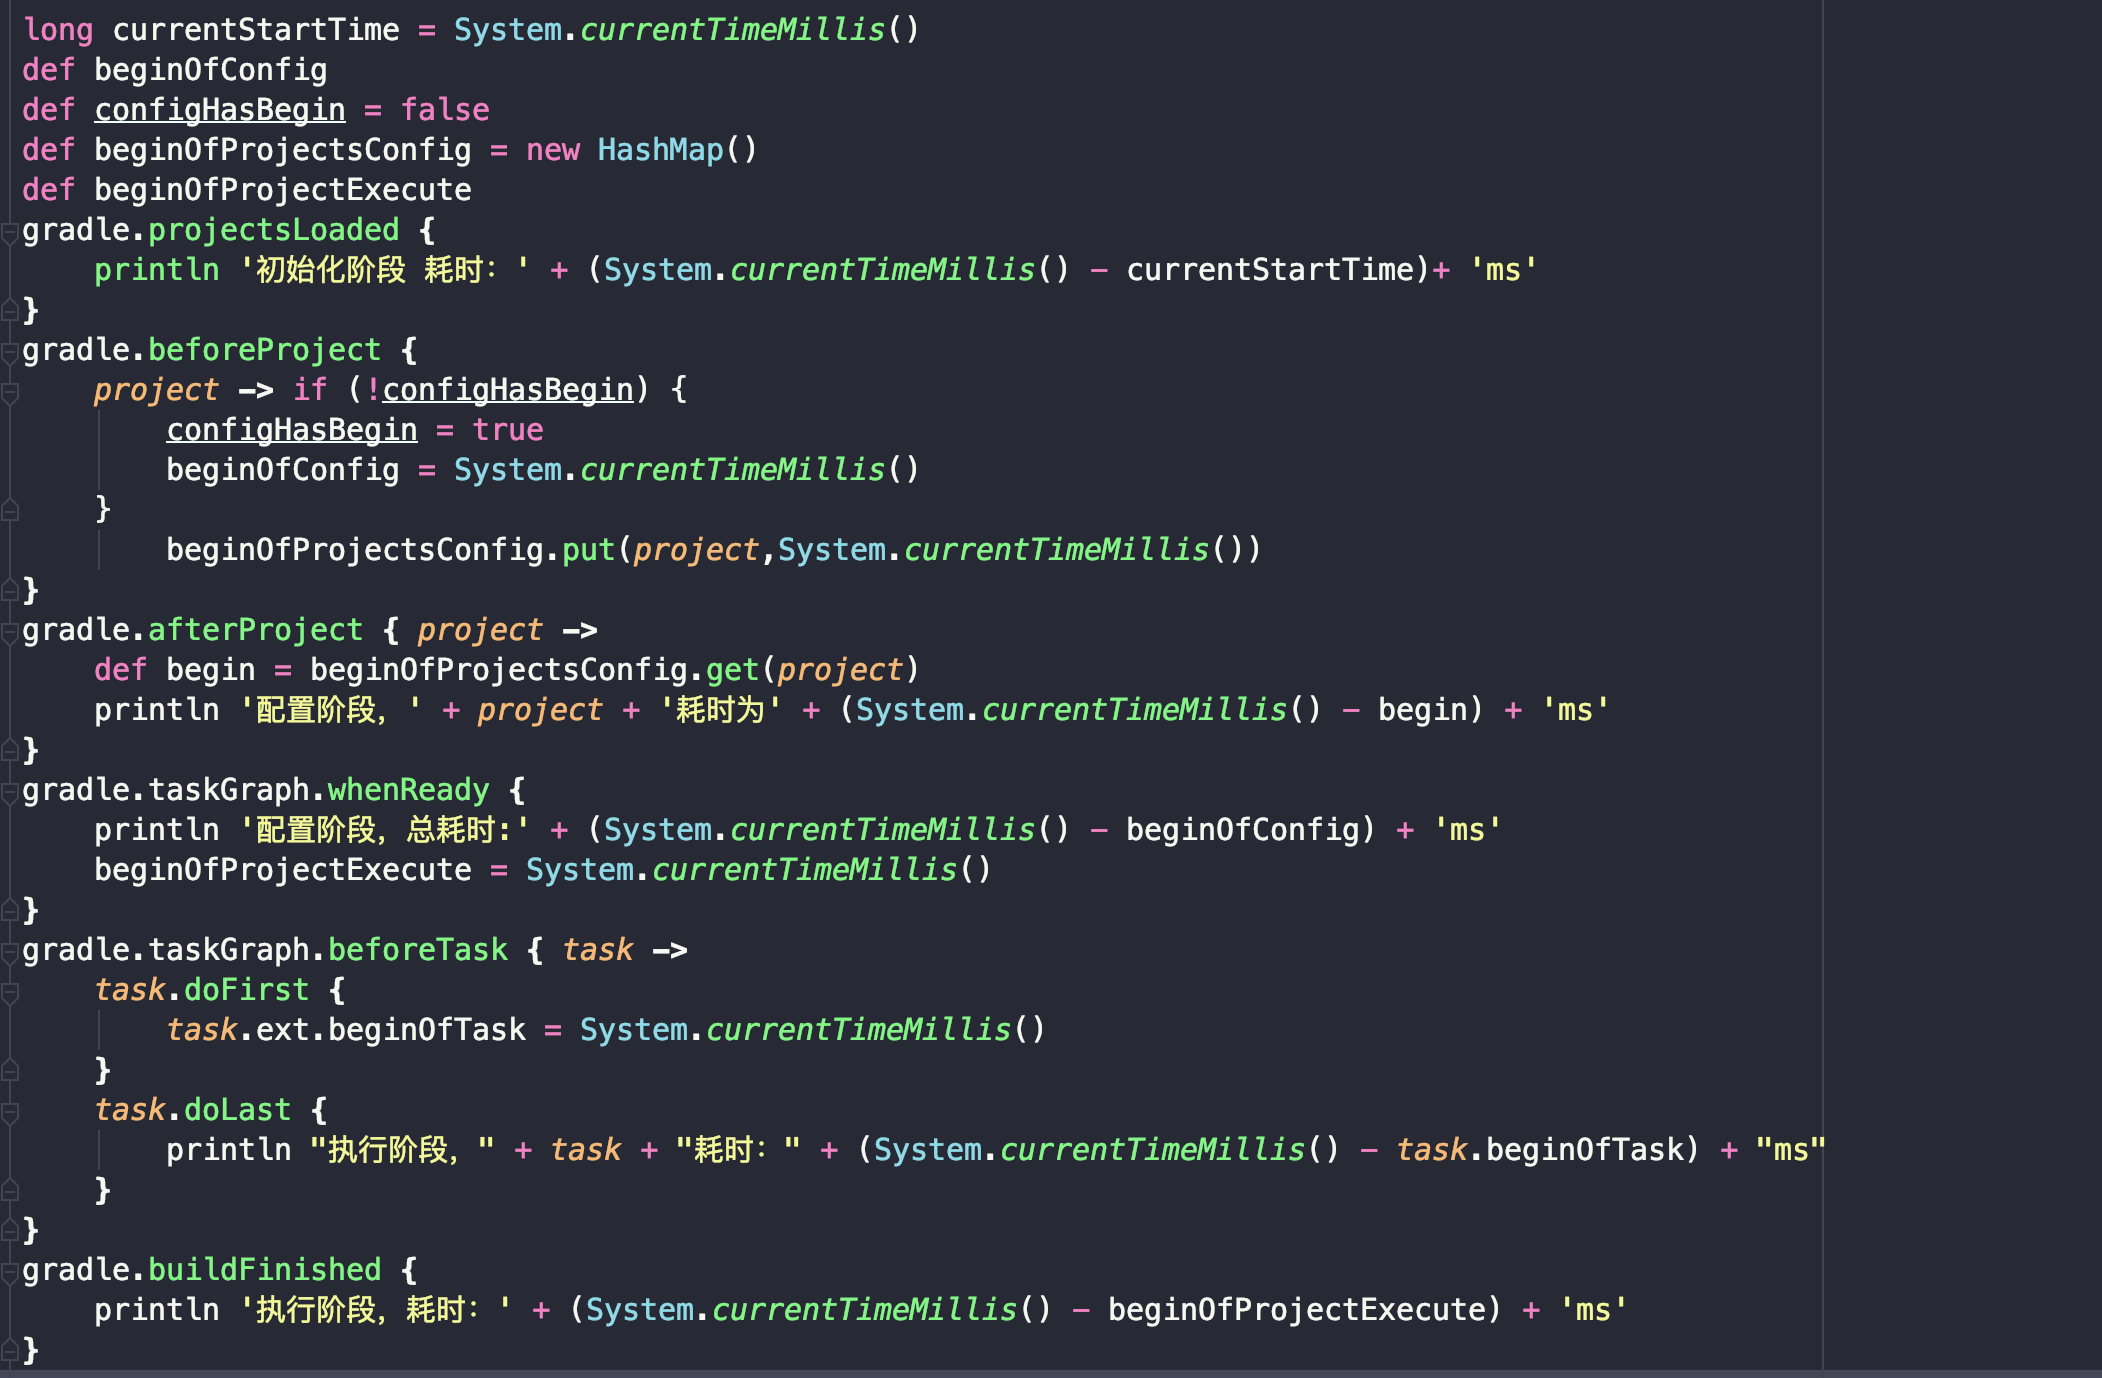 long currentStartTime = System.currentTimeMillis()
def beginOfConfig
def configHasBegin = false
def beginOfProjectsConfig = new HashMap()
def beginOfProjectExecute
gradle.projectsLoaded {
    println '初始化阶段 耗时：' + (System.currentTimeMillis() - currentStartTime)+ 'ms'
}
gradle.beforeProject {
    project -> if (!configHasBegin) {
        configHasBegin = true
        beginOfConfig = System.currentTimeMillis()
    }
        beginOfProjectsConfig.put(project,System.currentTimeMillis())
}
gradle.afterProject { project ->
    def begin = beginOfProjectsConfig.get(project)
    println '配置阶段，' + project + '耗时为' + (System.currentTimeMillis() - begin) + 'ms'
}
gradle.taskGraph.whenReady {
    println '配置阶段，总耗时:' + (System.currentTimeMillis() - beginOfConfig) + 'ms'
    beginOfProjectExecute = System.currentTimeMillis()
}
gradle.taskGraph.beforeTask { task ->
    task.doFirst {
        task.ext.beginOfTask = System.currentTimeMillis()
    }
    task.doLast {
        println "执行阶段，" + task + "耗时：" + (System.currentTimeMillis() - task.beginOfTask) + "ms"
    }
}
gradle.buildFinished {
    println '执行阶段，耗时：' + (System.currentTimeMillis() - beginOfProjectExecute) + 'ms'
}